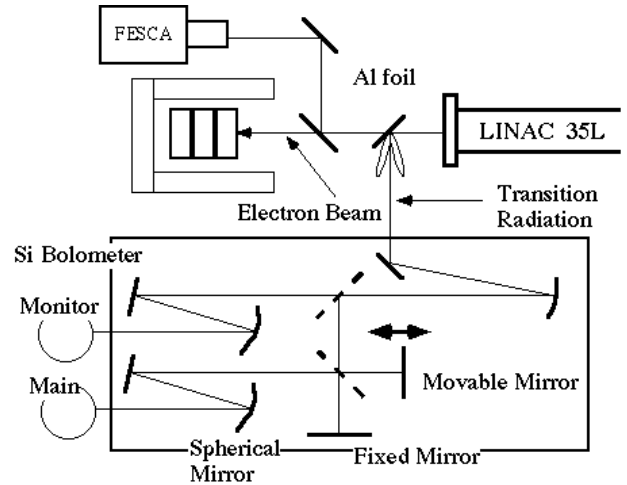 FESCA
Al foil
LINAC 35L
Electron Beam
Transition
Radiation
Si Bolometer
Monitor
Main
Movable Mirror
Spherical
Mirror
Fixed Mirror